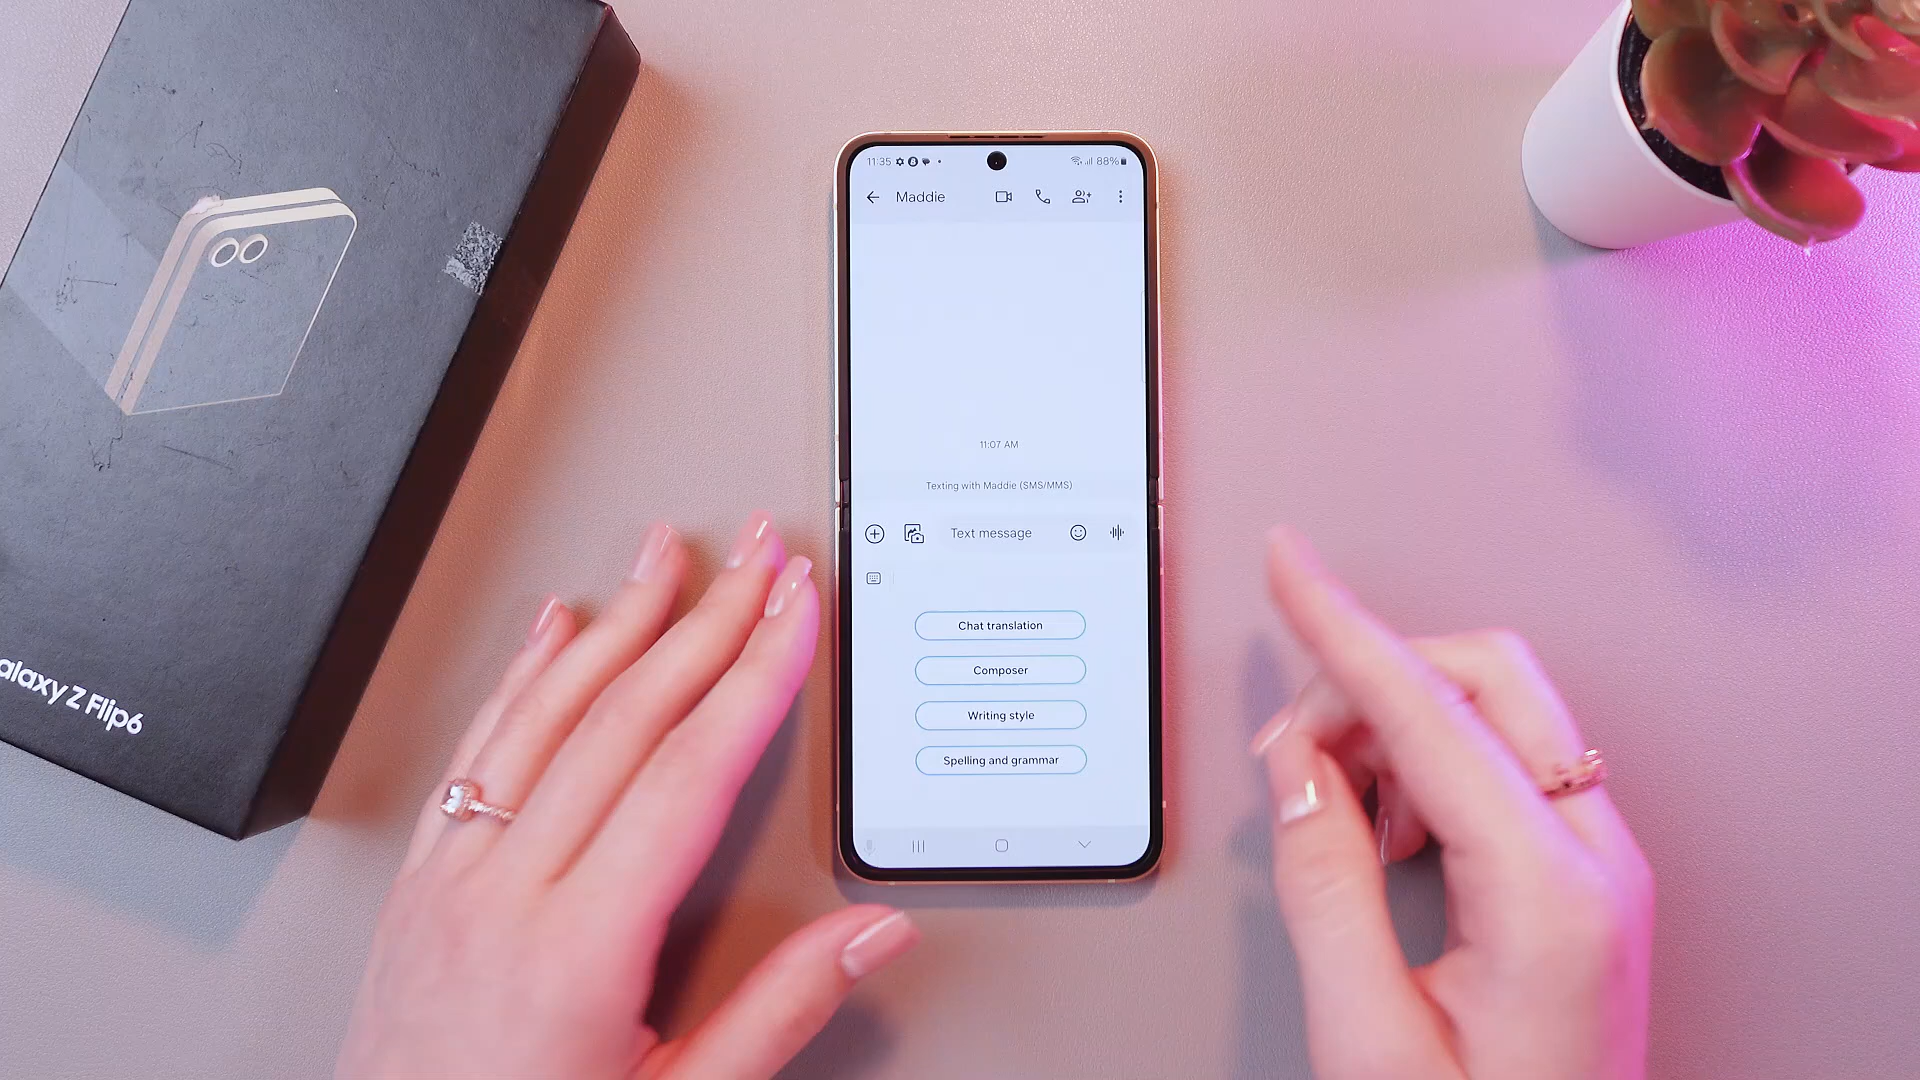 11:35
88%
Maddie
11:07 AM
Texting with Maddie (SMS/MMS)
Text message
Chat translation
Composer
Writing style
Spelling and grammar
alaxy Z Flip6